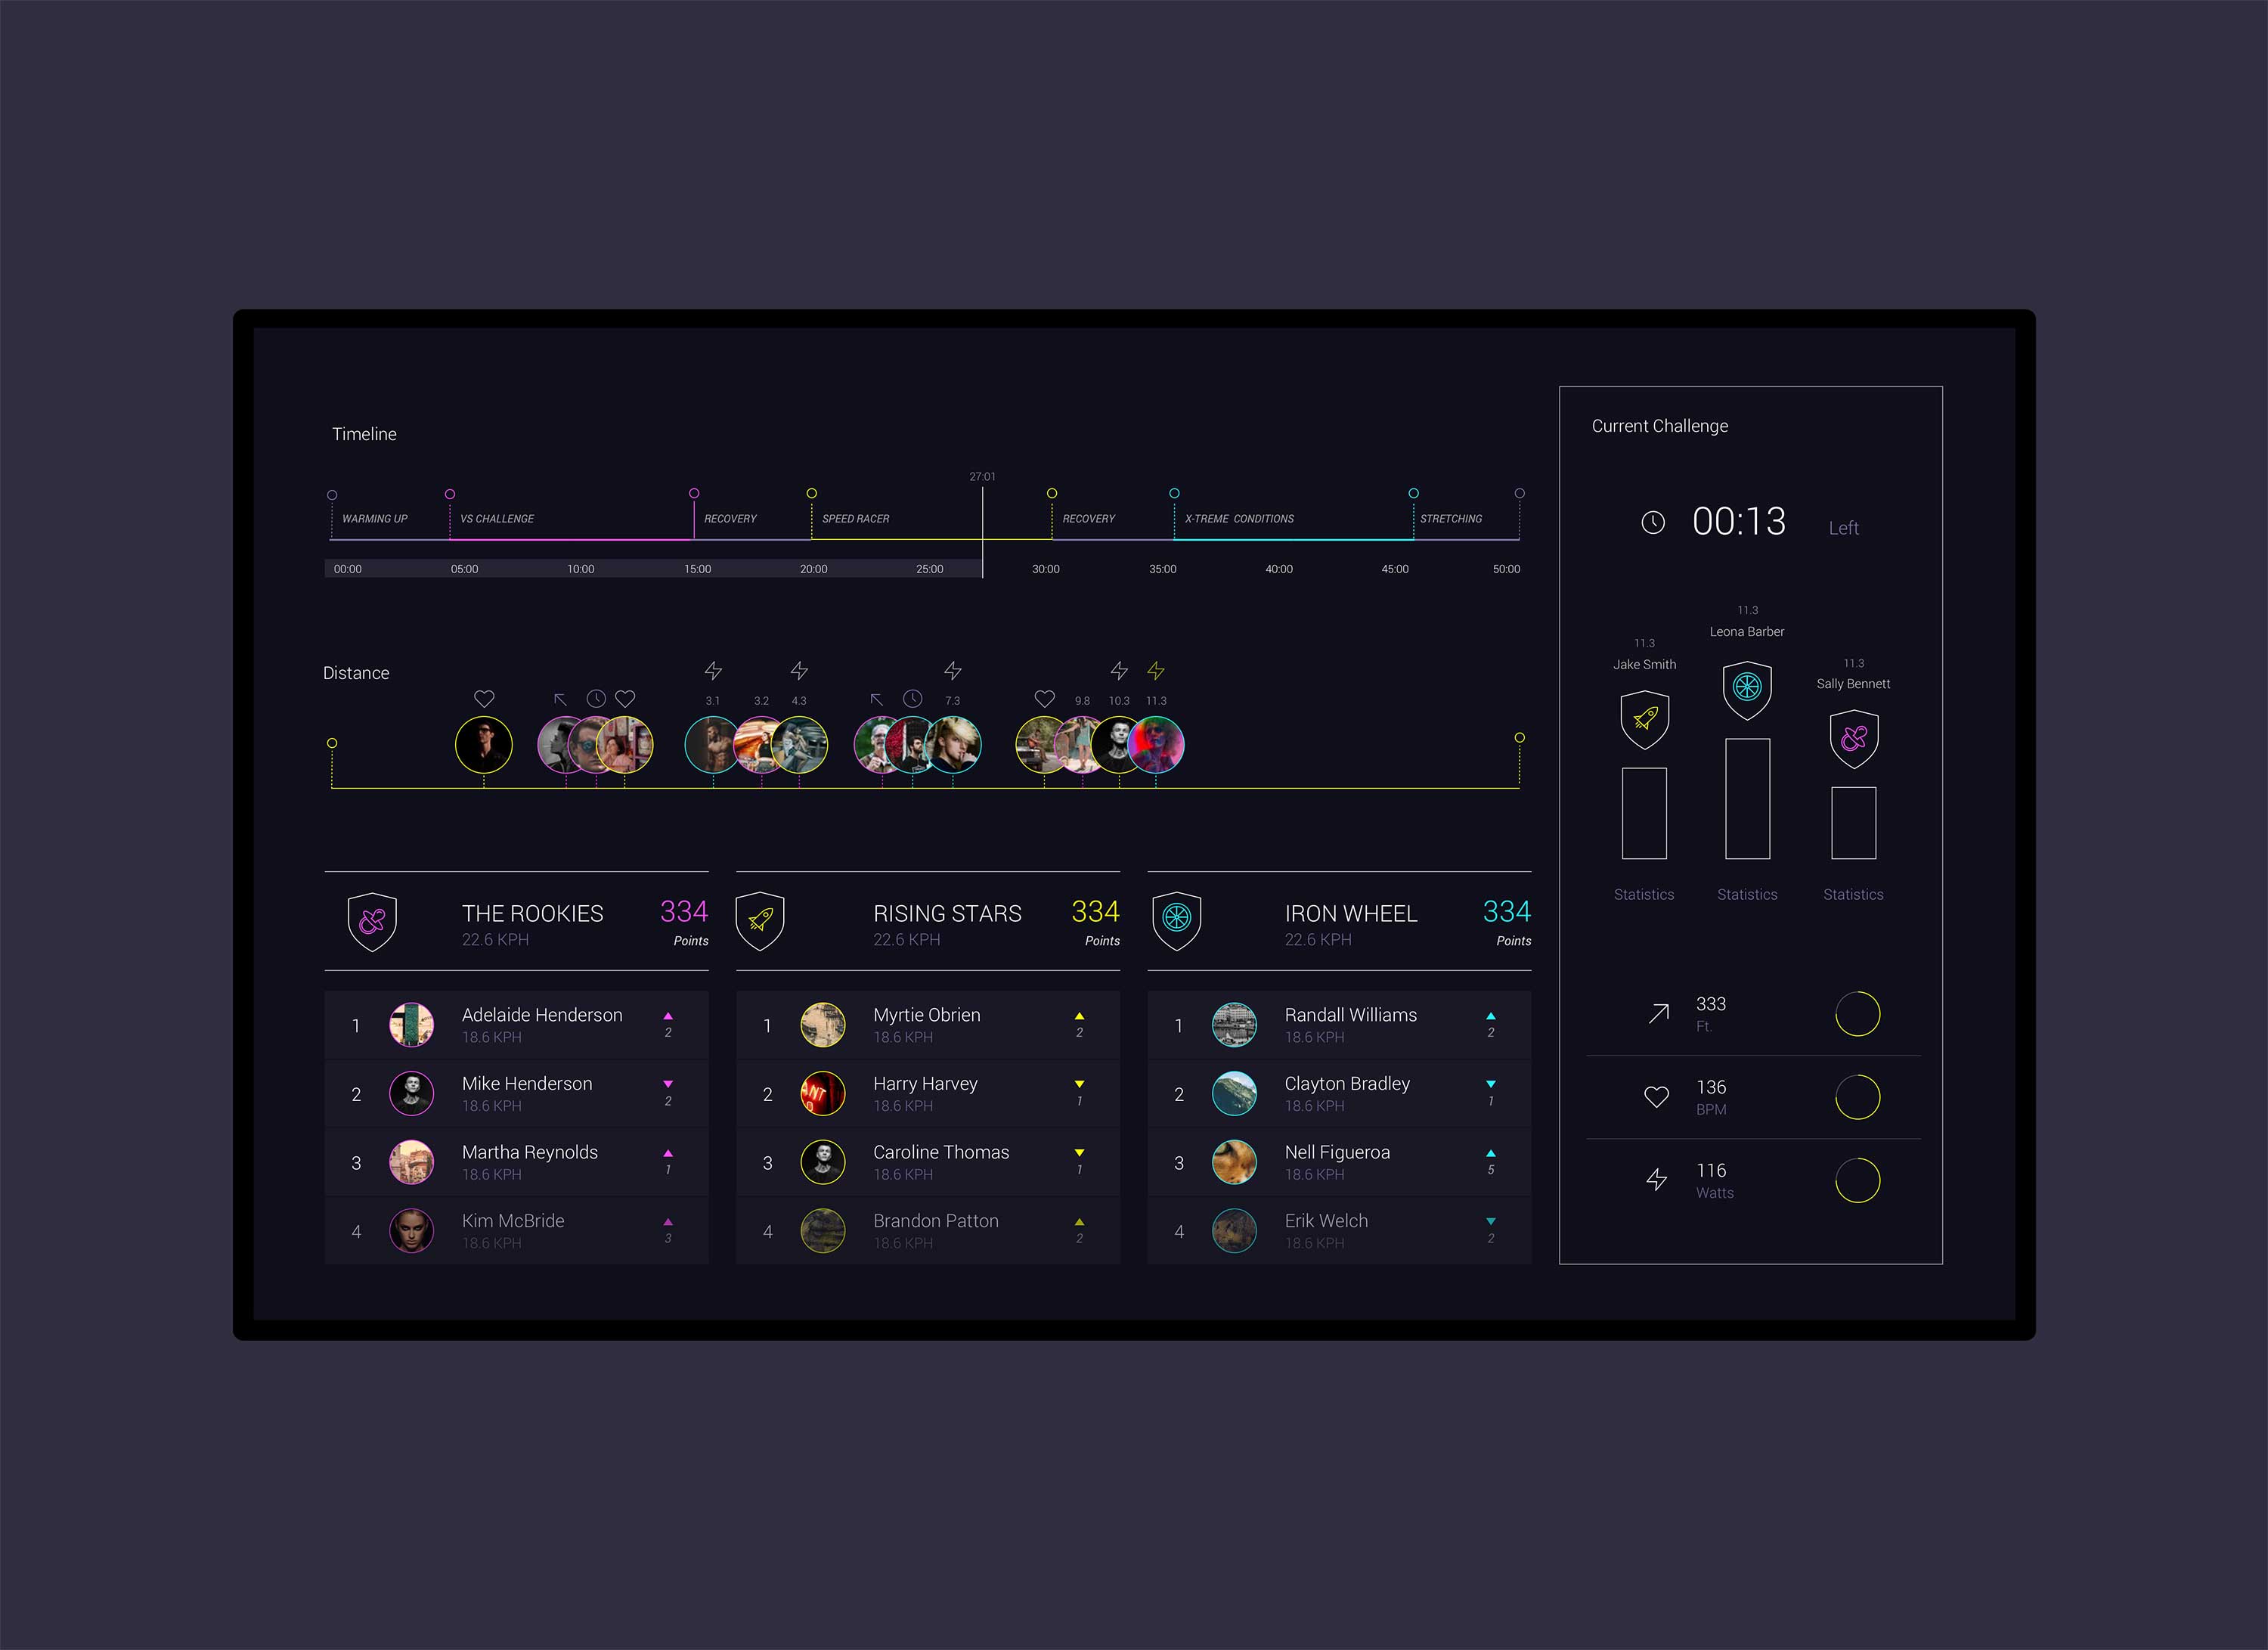 Timeline
27:01
WARMING UP
VS CHALLENGE
RECOVERY
SPEED RACER
RECOVERY
X-TREME CONDITIONS
STRETCHING
00:00
05:00
10:00
15:00
20:00
25:00
30:00
35:00
40:00
45:00
50:00
Distance
3.1
3.2
4.3
7.3
9.8
10.3
11.3
THE ROOKIES
334
22.6 KPH
Points
1
Adelaide Henderson
18.6 KPH
2
2
Mike Henderson
18.6 KPH
2
3
Martha Reynolds
18.6 KPH
1
4
Kim McBride
18.6 KPH
3
RISING STARS
334
22.6 KPH
Points
1
Myrtie Obrien
18.6 KPH
2
2
Harry Harvey
18.6 KPH
1
3
Caroline Thomas
18.6 KPH
1
4
Brandon Patton
18.6 KPH
2
IRON WHEEL
334
22.6 KPH
Points
1
Randall Williams
18.6 KPH
2
2
Clayton Bradley
18.6 KPH
1
3
Nell Figueroa
18.6 KPH
5
4
Erik Welch
18.6 KPH
2
Current Challenge
00:13
Left
11.3
Jake Smith
11.3
Leona Barber
11.3
Sally Bennett
Statistics
Statistics
Statistics
333
Ft.
136
BPM
116
Watts